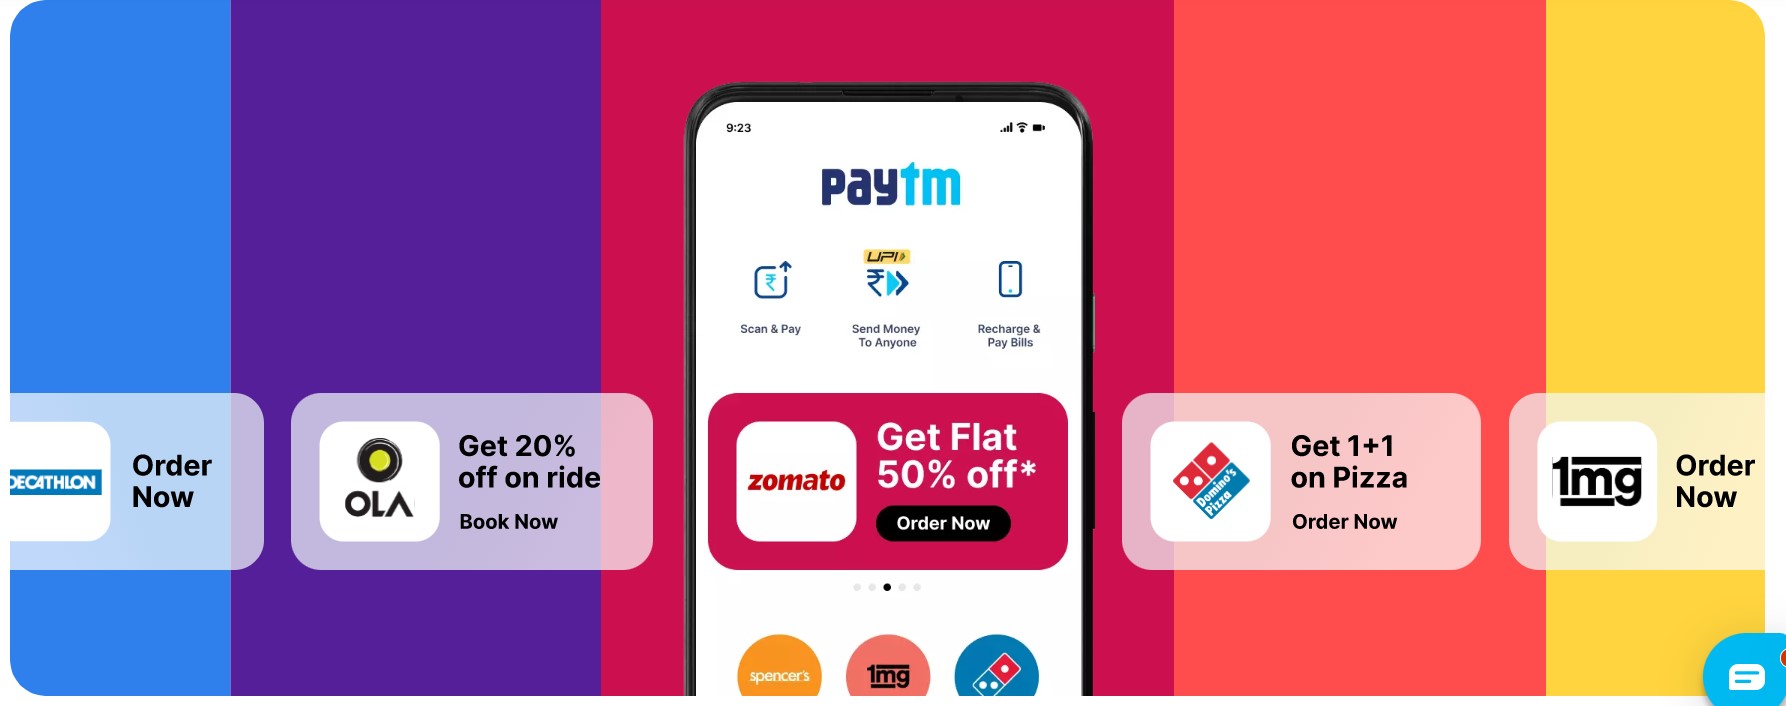 9:23
paytm
UPI
Scan & Pay
Send Money
To Anyone
Recharge &
Pay Bills
DECATHLON
Order
Now
OLA
Get 20%
off on ride
Book Now
zomato
Get Flat
50% off*
Order Now
Domino's
Pizza
Get 1+1
on Pizza
Order Now
1mg
Order
Now
spencer's
1mg